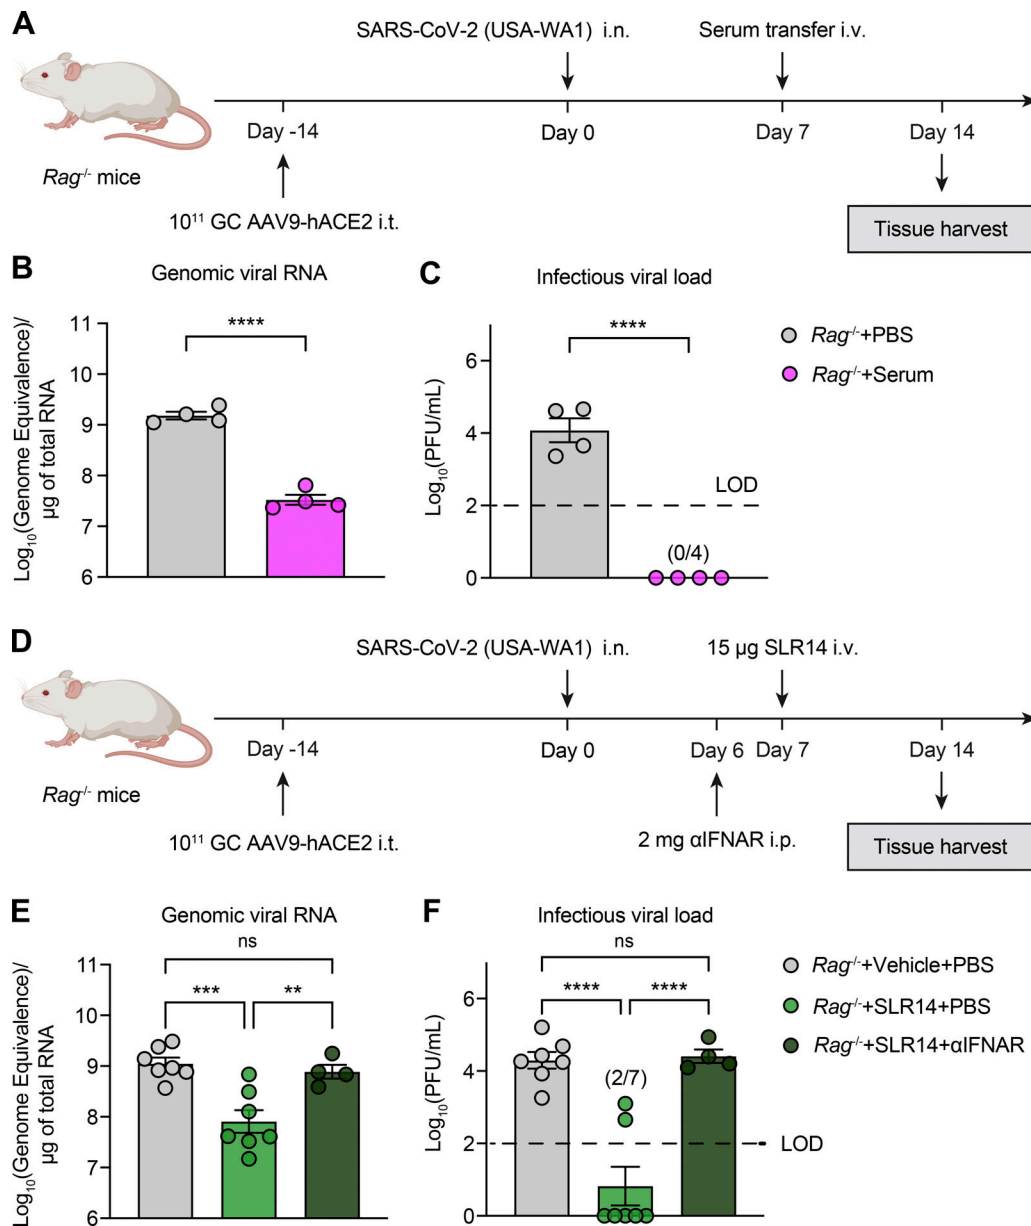 A
SARS-CoV-2 (USA-WA1) i.n.
Serum transfer i.v.
Day -14
Day 0
Day 7
Day 14
Rag-/- mice
10¹¹ GC AAV9-hACE2 i.t.
Tissue harvest
B
Genomic viral RNA
Log₁₀(Genome Equivalence)/
µg of total RNA
11
10
9
8
7
6
****
C
Infectious viral load
Log₁₀(PFU/mL)
6
4
2
0
****
LOD
(0/4)
Rag-/-+PBS
Rag-/-+Serum
D
SARS-CoV-2 (USA-WA1) i.n.
15 µg SLR14 i.v.
Day -14
Day 0
Day 6
Day 7
Day 14
Rag-/- mice
10¹¹ GC AAV9-hACE2 i.t.
2 mg αIFNAR i.p.
Tissue harvest
E
Genomic viral RNA
Log₁₀(Genome Equivalence)/
µg of total RNA
11
10
9
8
7
6
ns
***
**
F
Infectious viral load
Log₁₀(PFU/mL)
6
4
2
0
ns
****
****
(2/7)
LOD
Rag-/-+Vehicle+PBS
Rag-/-+SLR14+PBS
Rag-/-+SLR14+αIFNAR